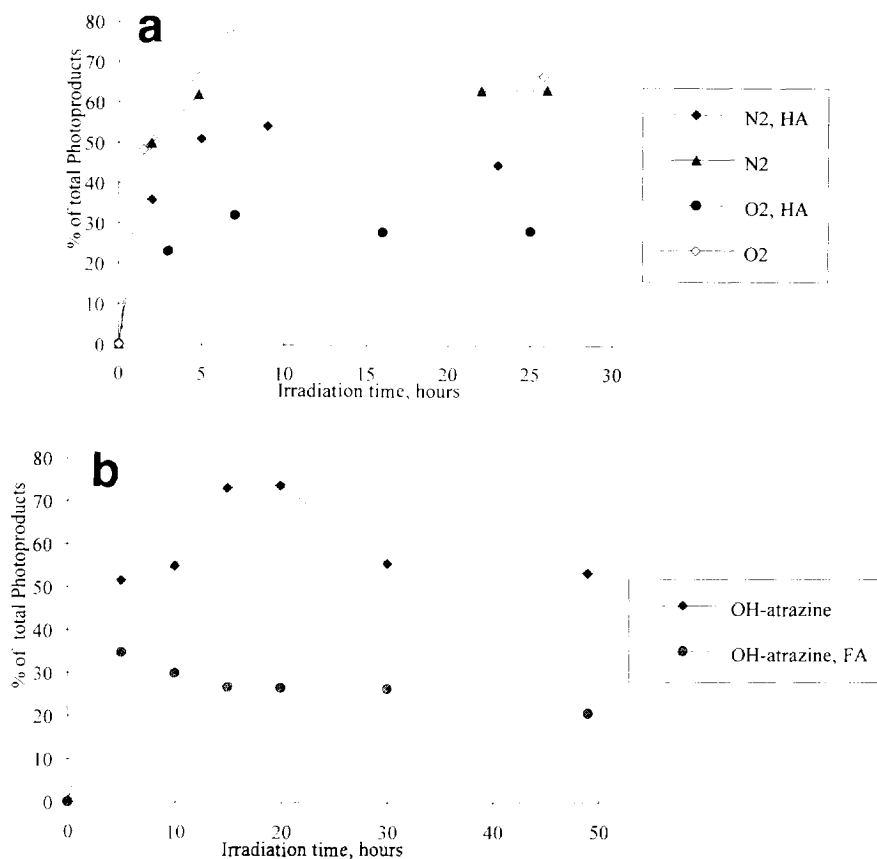 a
80
70
60
50
40
30
20
10
0
% of total Photoproducts
0 5 10 15 20 25 30
Irradiation time, hours
N2, HA
N2
O2, HA
O2
b
80
70
60
50
40
30
20
10
0
% of total Photoproducts
0 10 20 30 40 50
Irradiation time, hours
OH-atrazine
OH-atrazine, FA